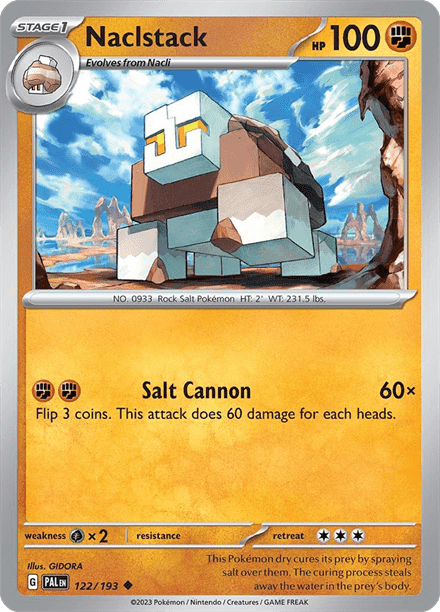 STAGE 1
Naclstack
HP 100
Evolves from Nacli
NO. 0933 Rock Salt Pokémon HT: 2' WT: 231.5 lbs.
Salt Cannon 60×
Flip 3 coins. This attack does 60 damage for each heads.
weakness ×2 resistance retreat
Illus. GIDORA
G PAL EN 122/193
This Pokémon dry cures its prey by spraying
salt over them. The curing process steals
away the water in the prey's body.
©2023 Pokémon / Nintendo / Creatures / GAME FREAK